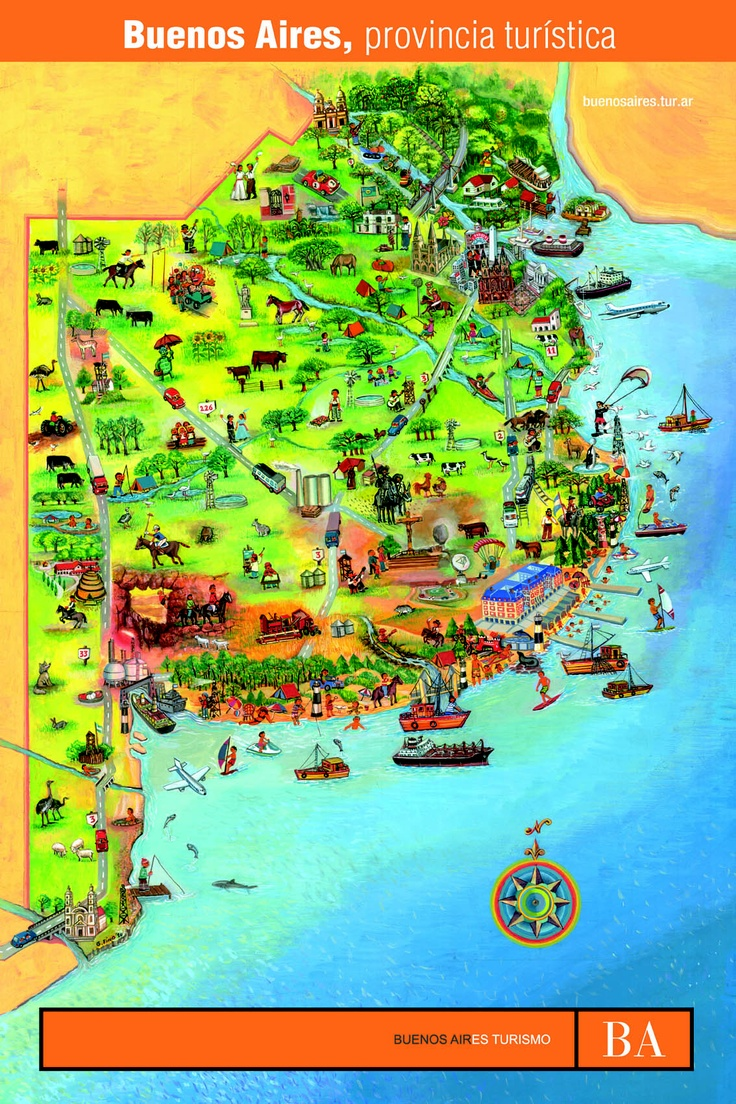 Buenos Aires, provincia turística
buenosaires.tur.ar
11
3
226
2
3
33
3
N
BUENOS AIRES TURISMO
BA